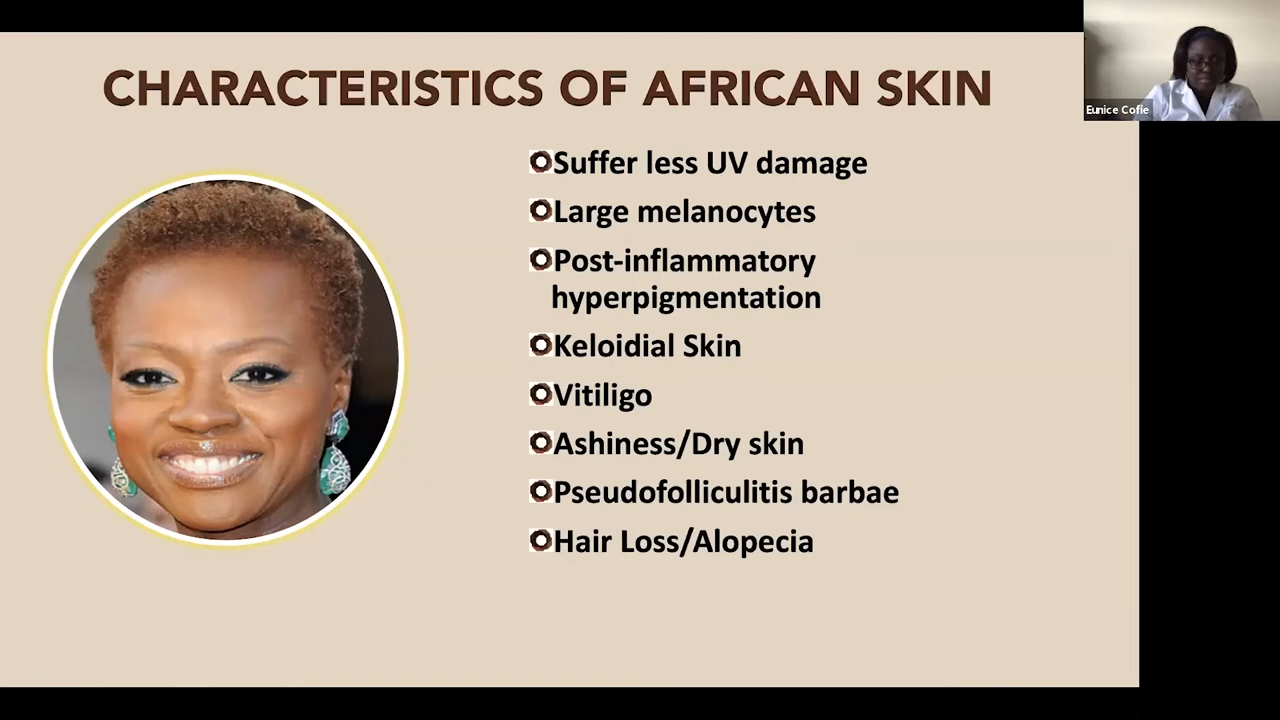 CHARACTERISTICS OF AFRICAN SKIN
Eunice Cofie
Suffer less UV damage
Large melanocytes
Post-inflammatory
hyperpigmentation
Keloidial Skin
Vitiligo
Ashiness/Dry skin
Pseudofolliculitis barbae
Hair Loss/Alopecia